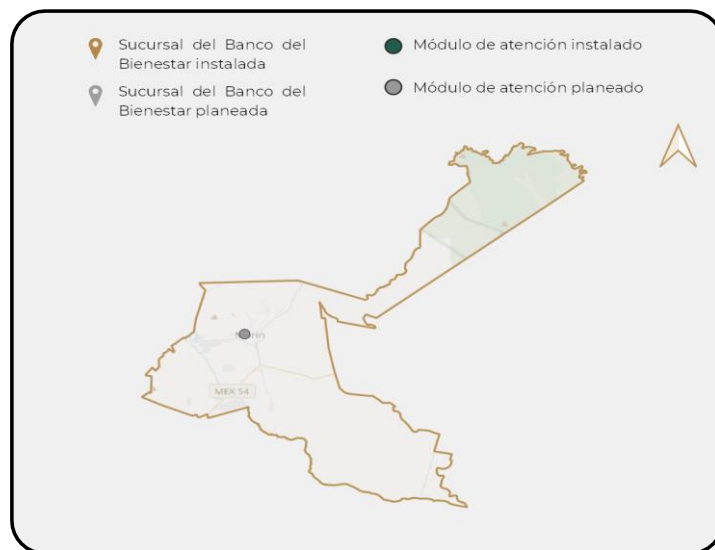 Sucursal del Banco del
Bienestar instalada
Sucursal del Banco del
Bienestar planeada
Módulo de atención instalado
Módulo de atención planeado
MEX 54